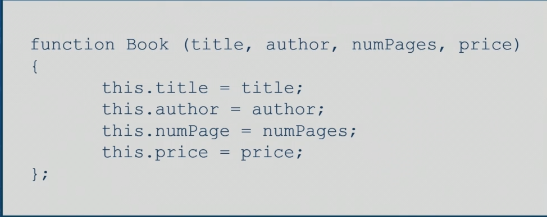 function Book (title, author, numPages, price)
{
this.title = title;
this.author = author;
this.numPage = numPages;
this.price = price;
};